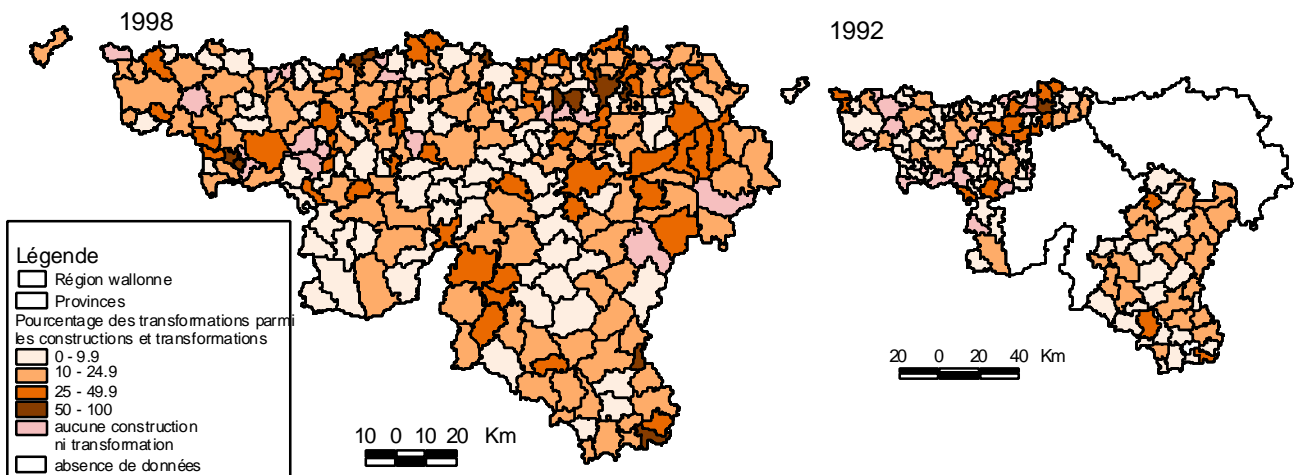 1998
1992
Légende
Région wallonne
Provinces
Pourcentage des transformations parmi
les constructions et transformations
0 - 9.9
10 - 24.9
25 - 49.9
50 - 100
aucune construction
ni transformation
absence de données
10 0 10 20 Km
20 0 20 40 Km